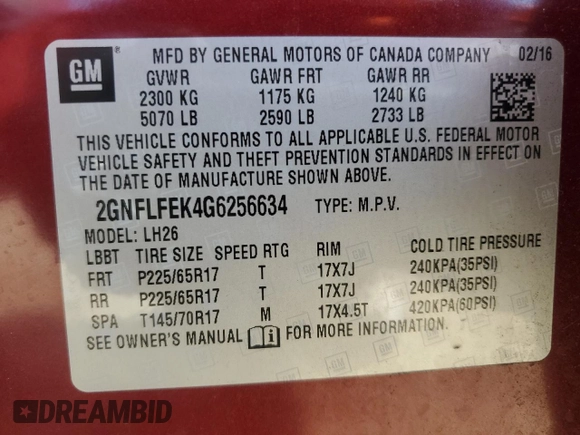 GM ® MFD BY GENERAL MOTORS OF CANADA COMPANY 02/16
GVWR GAWR FRT GAWR RR
2300 KG 1175 KG 1240 KG
5070 LB 2590 LB 2733 LB
THIS VEHICLE CONFORMS TO ALL APPLICABLE U.S. FEDERAL MOTOR
VEHICLE SAFETY AND THEFT PREVENTION STANDARDS IN EFFECT ON
THE DATE OF MANUFACTURE SHOWN ABOVE.
2GNFLFEK4G6256634 TYPE: M.P.V.
MODEL: LH26
LBBT TIRE SIZE SPEED RTG RIM COLD TIRE PRESSURE
FRT P225/65R17 T 17X7J 240KPA(35PSI)
RR P225/65R17 T 17X7J 240KPA(35PSI)
SPA T145/70R17 M 17X4.5T 420KPA(60PSI)
SEE OWNER'S MANUAL FOR MORE INFORMATION.
DREAMBID